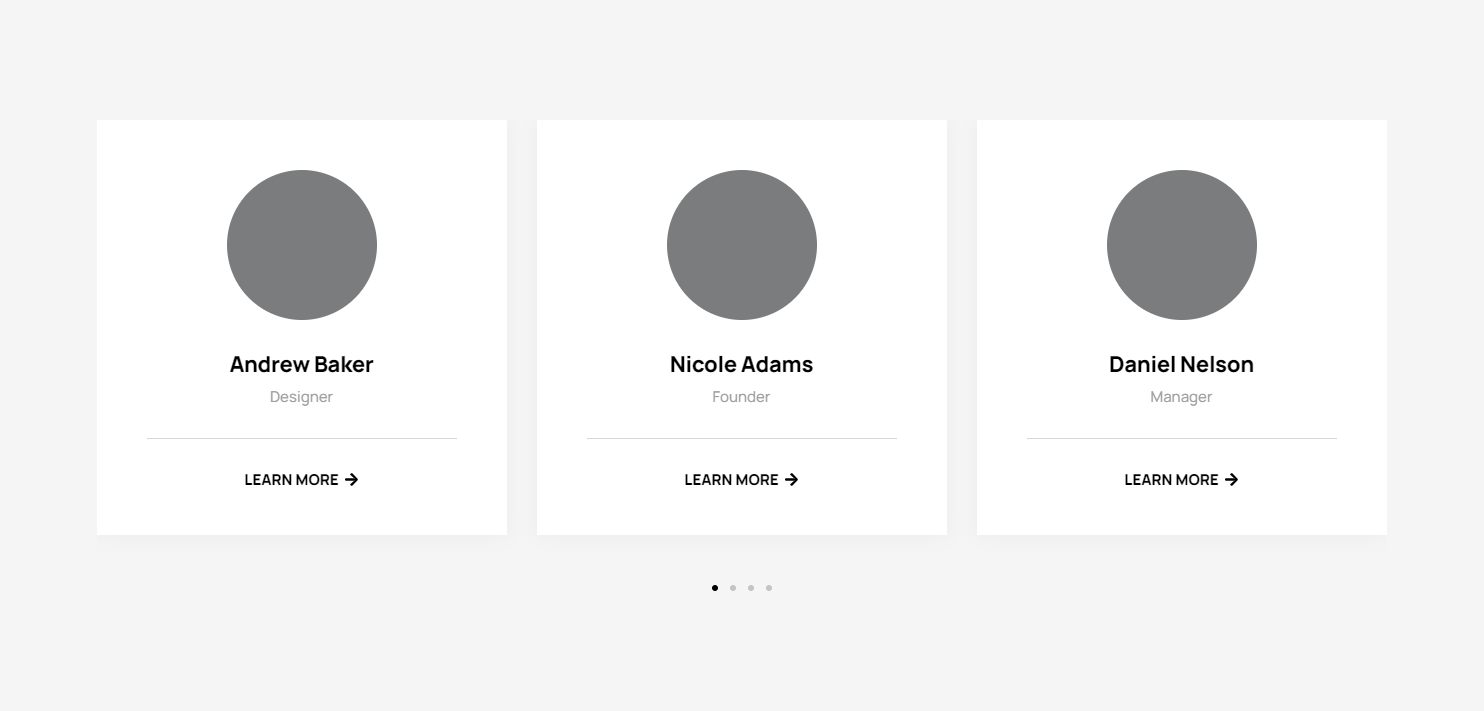 Andrew Baker
Designer
LEARN MORE
Nicole Adams
Founder
LEARN MORE
Daniel Nelson
Manager
LEARN MORE